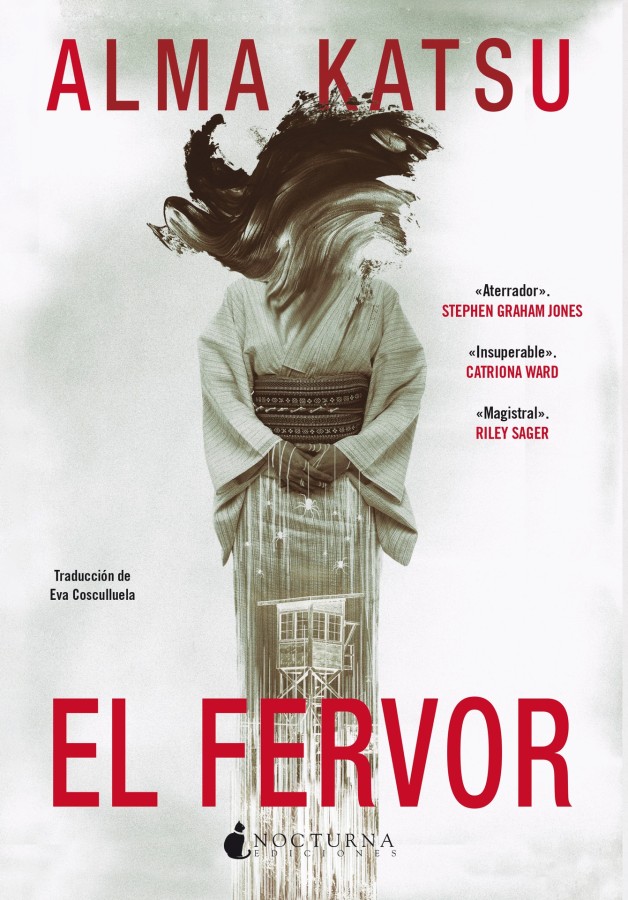 ALMA KATSU
«Aterrador».
STEPHEN GRAHAM JONES
«Insuperable».
CATRIONA WARD
«Magistral».
RILEY SAGER
Traducción de
Eva Cosculluela
EL FERVOR
NOCTURNA
EDICIONES